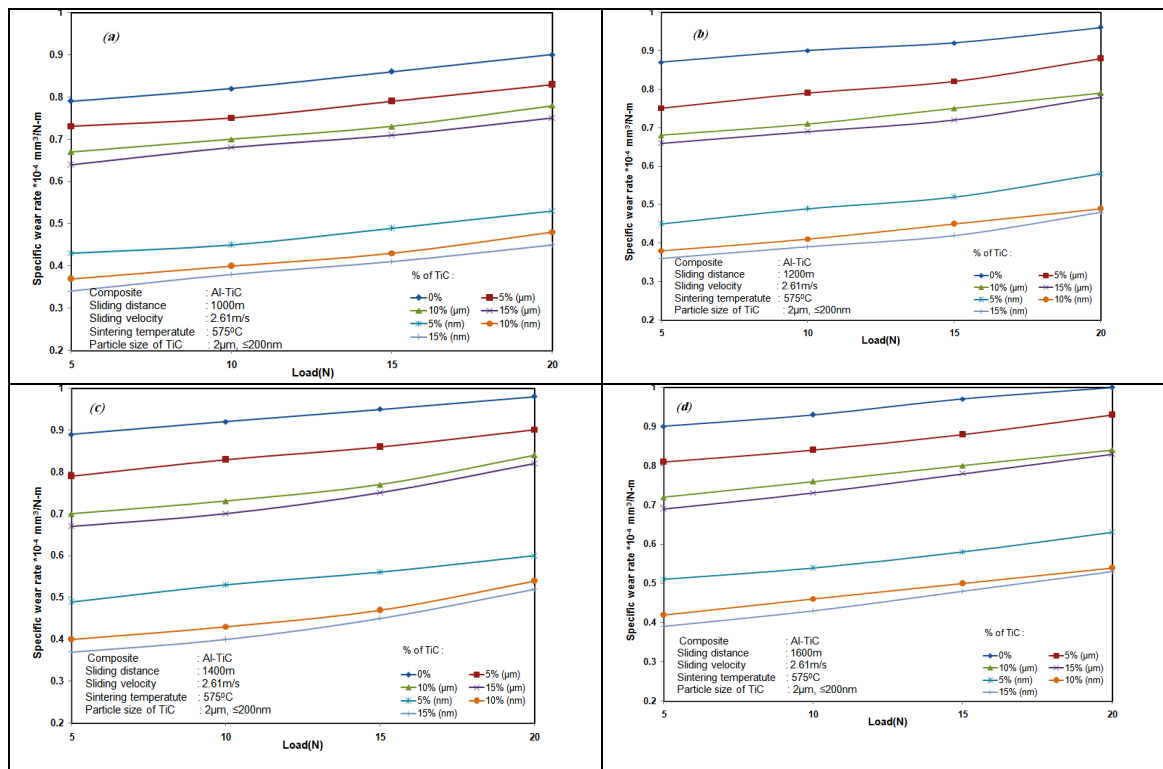 (a)
Specific wear rate *10⁻⁴ mm³/N-m
1
0.9
0.8
0.7
0.6
0.5
0.4
0.3
0.2
5 10 15 20
Load(N)
Composite : Al-TiC
Sliding distance : 1000m
Sliding velocity : 2.61m/s
Sintering temperatute : 575⁰C
Particle size of TiC : 2µm, ≤200nm
% of TiC :
0% 5% (µm)
10% (µm) 15% (µm)
5% (nm) 10% (nm)
15% (nm)
(b)
Specific wear rate *10⁻⁴ mm³/N-m
1
0.9
0.8
0.7
0.6
0.5
0.4
0.3
0.2
5 10 15 20
Load(N)
Composite : Al-TiC
Sliding distance : 1200m
Sliding velocity : 2.61m/s
Sintering temperatute : 575⁰C
Particle size of TiC : 2µm, ≤200nm
% of TiC :
0% 5% (µm)
10% (µm) 15% (µm)
5% (nm) 10% (nm)
15% (nm)
(c)
Specific wear rate *10⁻⁴ mm³/N-m
1
0.9
0.8
0.7
0.6
0.5
0.4
0.3
0.2
5 10 15 20
Load(N)
Composite : Al-TiC
Sliding distance : 1400m
Sliding velocity : 2.61m/s
Sintering temperatute : 575⁰C
Particle size of TiC : 2µm, ≤200nm
% of TiC :
0% 5% (µm)
10% (µm) 15% (µm)
5% (nm) 10% (nm)
15% (nm)
(d)
Specific wear rate *10⁻⁴ mm³/N-m
1
0.9
0.8
0.7
0.6
0.5
0.4
0.3
0.2
5 10 15 20
Load(N)
Composite : Al-TiC
Sliding distance : 1600m
Sliding velocity : 2.61m/s
Sintering temperatute : 575⁰C
Particle size of TiC : 2µm, ≤200nm
% of TiC :
0% 5% (µm)
10% (µm) 15% (µm)
5% (nm) 10% (nm)
15% (nm)